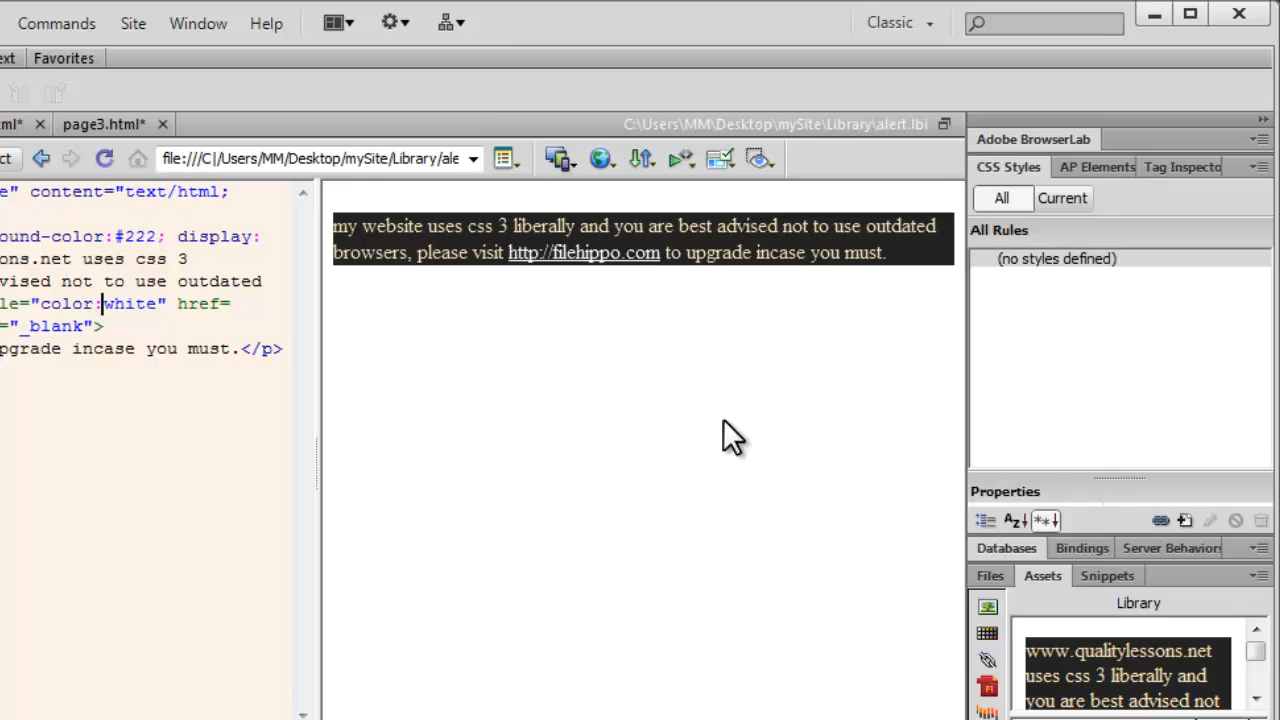 Commands Site Window Help Classic
ext Favorites
ml* page3.html* C:\Users\MM\Desktop\mySite\Library\alert.lbi
ct file:///C|/Users/MM/Desktop/mySite/Library/ale
e" content="text/html;
ound-color:#222; display:
ons.net uses css 3
vised not to use outdated
le="color:white" href=
="_blank">
pgrade incase you must.</p>
my website uses css 3 liberally and you are best advised not to use outdated
browsers, please visit http://filehippo.com to upgrade incase you must.
Adobe BrowserLab
CSS Styles AP Elements Tag Inspecto
All Current
All Rules
(no styles defined)
Properties
Databases Bindings Server Behaviors
Files Assets Snippets
Library
www.qualitylessons.net
uses css 3 liberally and
you are best advised not